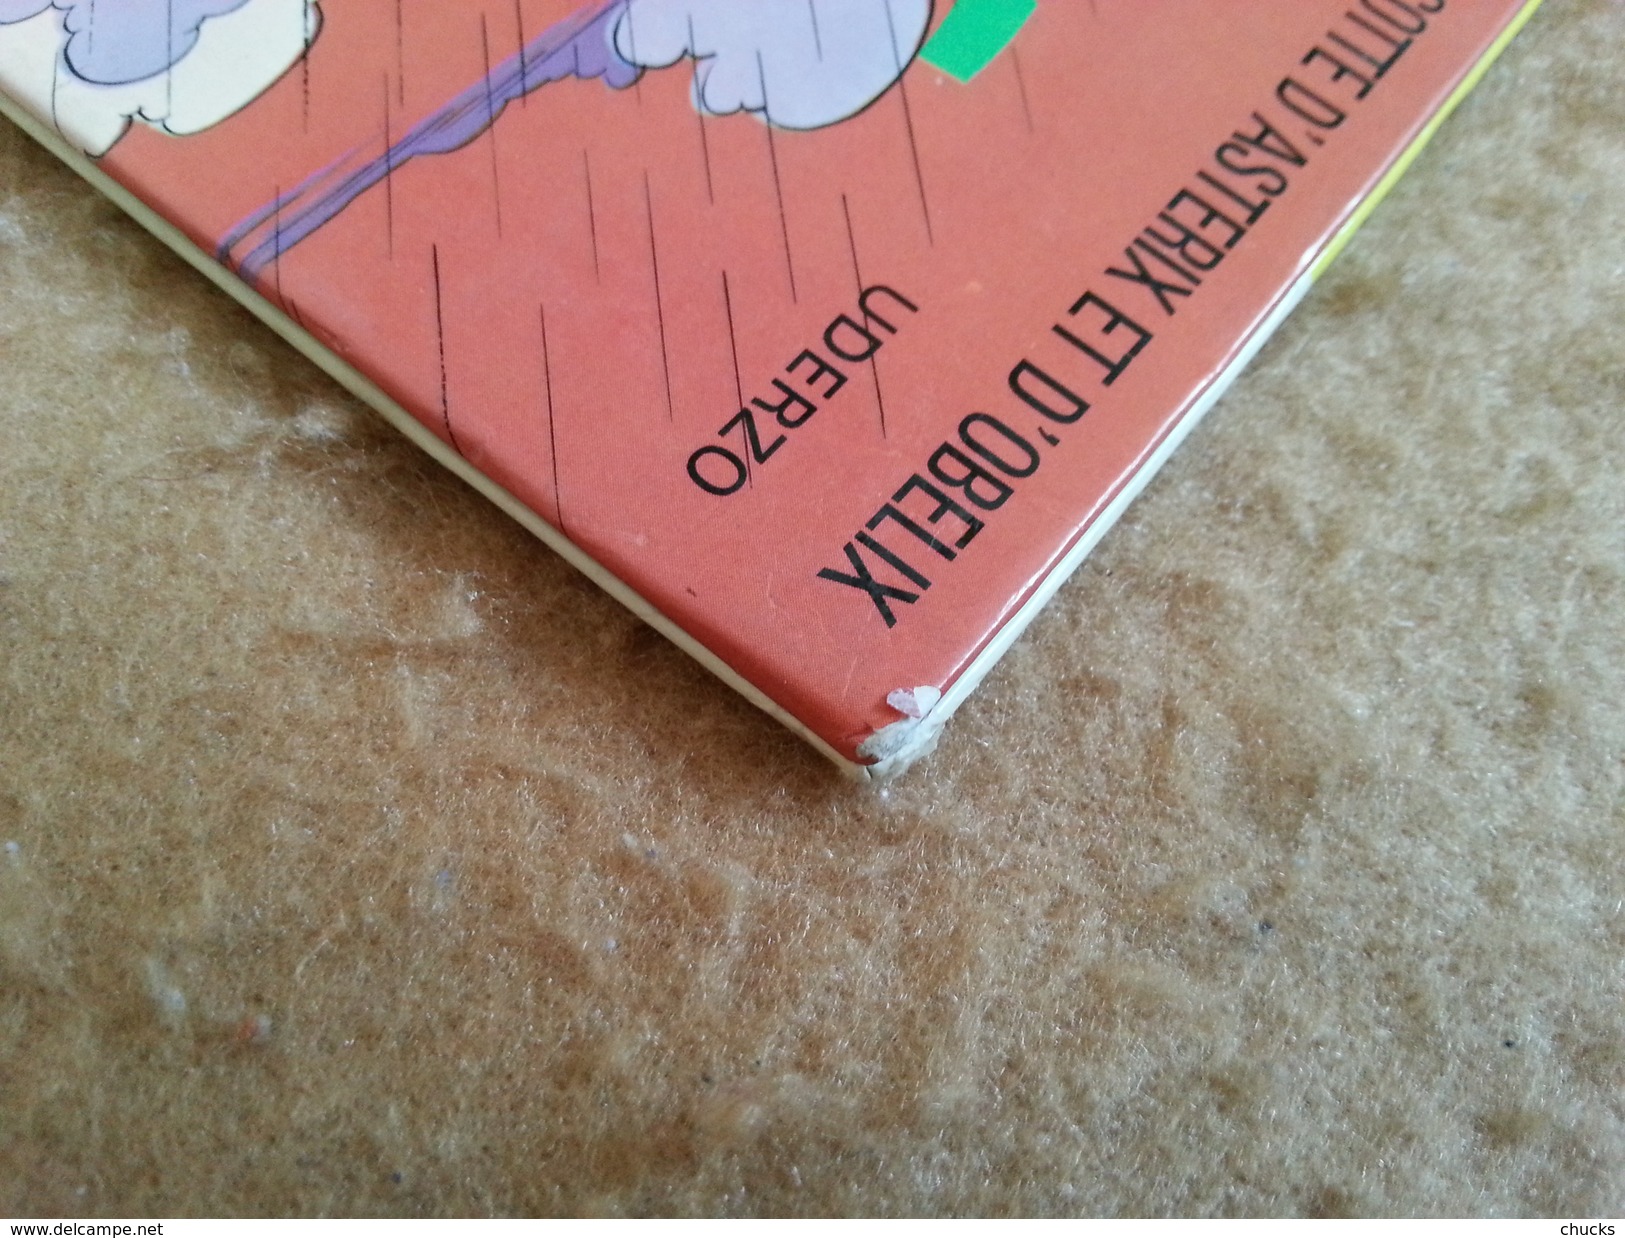 D'ASTERIX ET D'OBELIX
UDERZO
www.delcampe.net
chucks